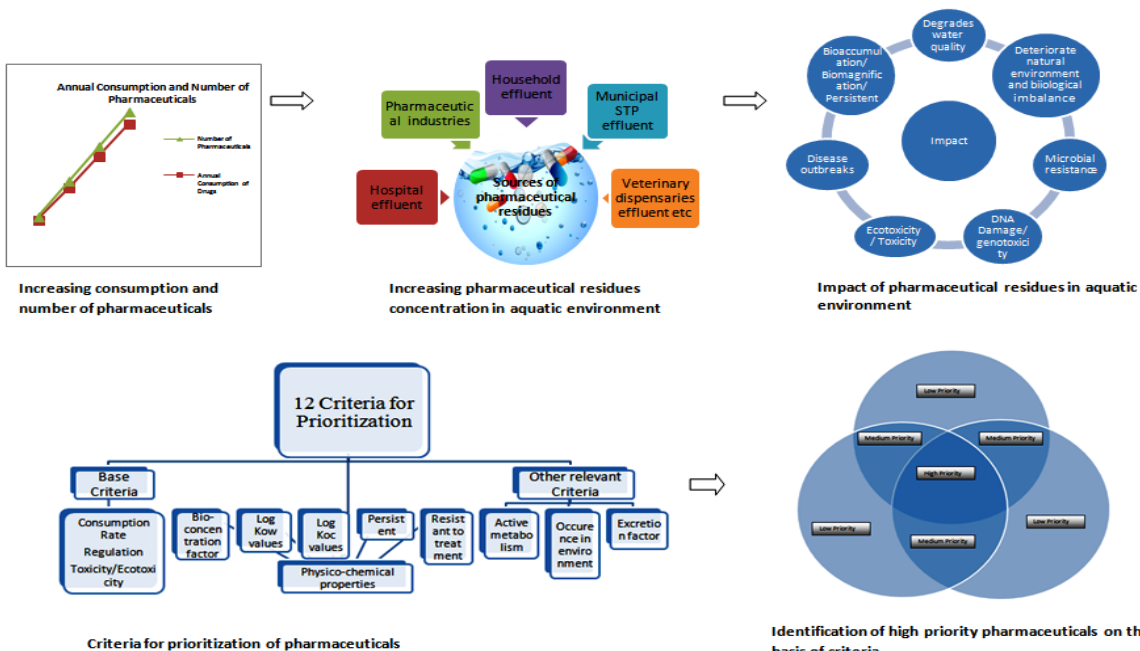 Annual Consumption and Number of
Pharmaceuticals
Number of
Pharmaceuticals
Annual
Consumption of
Drugs
Increasing consumption and
number of pharmaceuticals
Household
effluent
Pharmaceutic
al industries
Municipal
STP
effluent
Hospital
effluent
Sources of
pharmaceutical
residues
Veterinary
dispensaries
effluent etc
Increasing pharmaceutical residues
concentration in aquatic environment
Degrades
water
quality
Bioaccumul
ation/
Biomagnific
ation/
Persistent
Deteriorate
natural
environment
and biiological
imbalance
Impact
Disease
outbreaks
Microbial
resistance
Ecotoxicity
/ Toxicity
DNA
Damage/
genotoxici
ty
Impact of pharmaceutical residues in aquatic
environment
12 Criteria for
Prioritization
Base
Criteria
Other relevant
Criteria
Consumption
Rate
Regulation
Toxicity/Ecotoxi
city
Bio-
concen
tration
factor
Log
Kow
values
Log
Koc
values
Persist
ent
Resist
ant to
treat
ment
Physico-chemical
properties
Active
metabo
lism
Occure
nce in
enviro
nment
Excretio
n factor
Criteria for prioritization of pharmaceuticals
Low Priority
Medium Priority
Medium Priority
High Priority
Low Priority
Low Priority
Medium Priority
Identification of high priority pharmaceuticals on th
basis of criteria